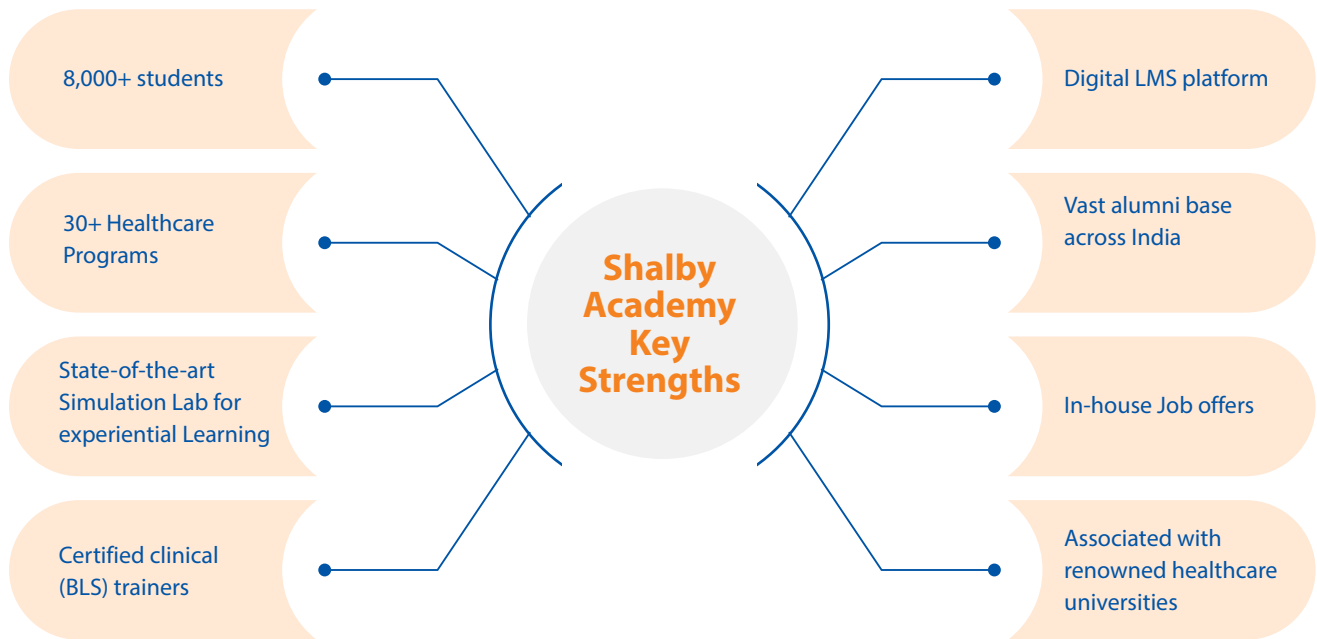 8,000+ students
30+ Healthcare
Programs
State-of-the-art
Simulation Lab for
experiential Learning
Certified clinical
(BLS) trainers
Shalby
Academy
Key
Strengths
Digital LMS platform
Vast alumni base
across India
In-house Job offers
Associated with
renowned healthcare
universities